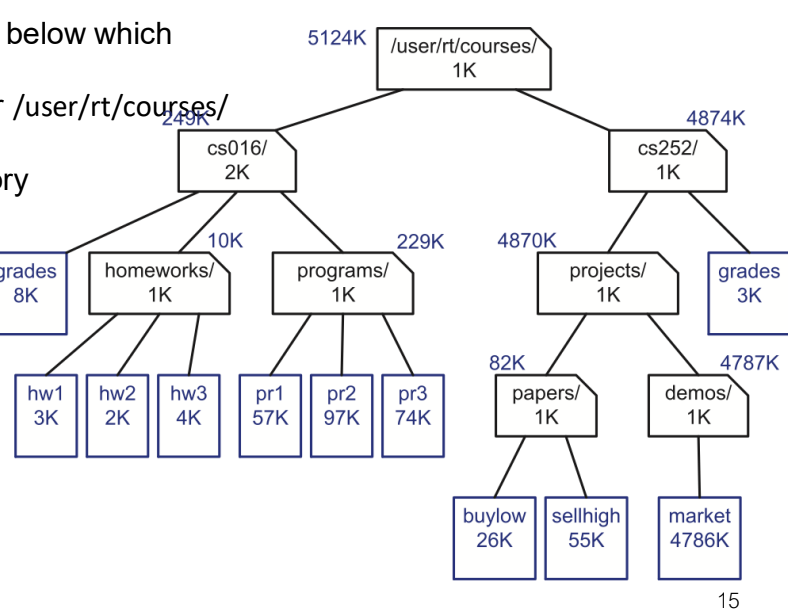 below which
5124K
/user/rt/courses/
1K
r /user/rt/courses/
249K
4874K
cs016/
2K
cs252/
1K
ory
10K
229K
4870K
grades
8K
homeworks/
1K
programs/
1K
projects/
1K
grades
3K
82K
4787K
hw1
3K
hw2
2K
hw3
4K
pr1
57K
pr2
97K
pr3
74K
papers/
1K
demos/
1K
buylow
26K
sellhigh
55K
market
4786K
15